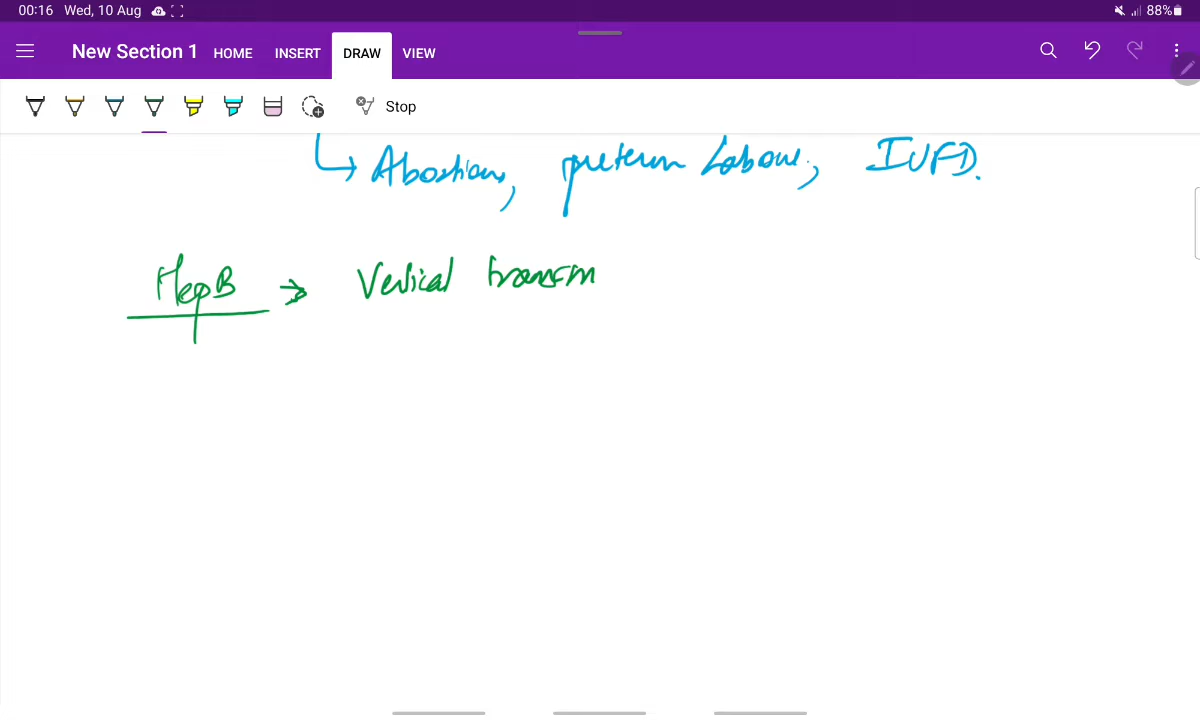 00:16 Wed, 10 Aug 88%
New Section 1 HOME INSERT DRAW VIEW
Stop
↳ Abortions, preterm Labour, IUFD.
HepB → Vertical transm